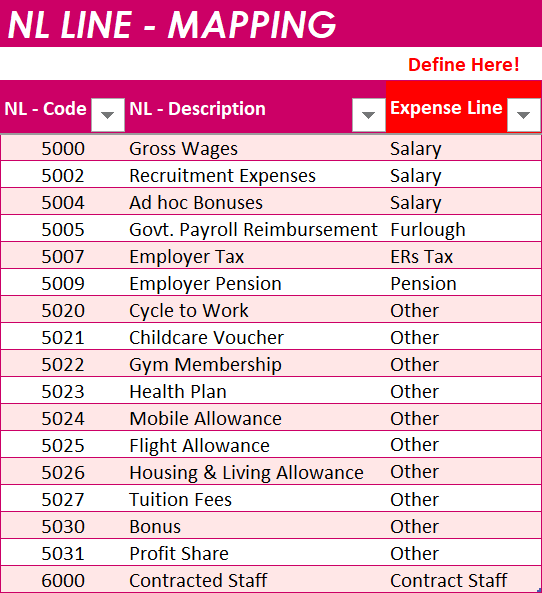 NL LINE - MAPPING
Define Here!
NL - Code NL - Description Expense Line
5000 Gross Wages Salary
5002 Recruitment Expenses Salary
5004 Ad hoc Bonuses Salary
5005 Govt. Payroll Reimbursement Furlough
5007 Employer Tax ERs Tax
5009 Employer Pension Pension
5020 Cycle to Work Other
5021 Childcare Voucher Other
5022 Gym Membership Other
5023 Health Plan Other
5024 Mobile Allowance Other
5025 Flight Allowance Other
5026 Housing & Living Allowance Other
5027 Tuition Fees Other
5030 Bonus Other
5031 Profit Share Other
6000 Contracted Staff Contract Staff